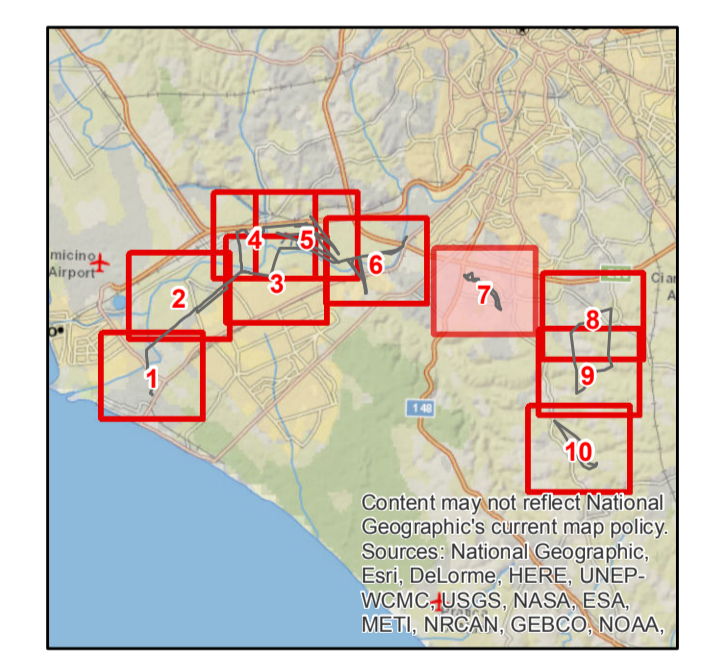 micino
Airport
4
5
6
2
3
7
Cian
A
8
1
9
148
10
Content may not reflect National
Geographic's current map policy.
Sources: National Geographic,
Esri, DeLorme, HERE, UNEP-
WCMC, USGS, NASA, ESA,
METI, NRCAN, GEBCO, NOAA,